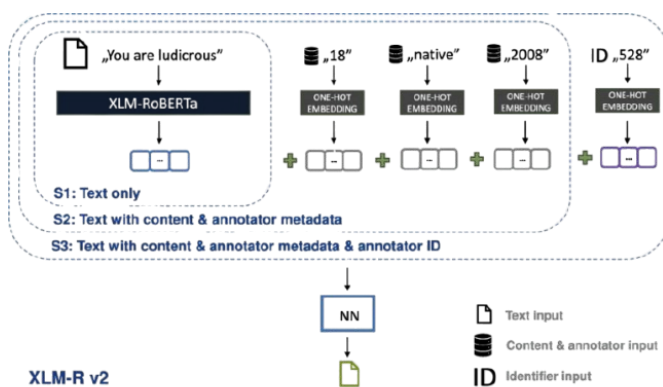 „You are ludicrous”
„18”
„native”
„2008”
ID „528”
XLM-RoBERTa
ONE-HOT
EMBEDDING
ONE-HOT
EMBEDDING
ONE-HOT
EMBEDDING
ONE-HOT
EMBEDDING
...
...
...
...
...
S1: Text only
S2: Text with content & annotator metadata
S3: Text with content & annotator metadata & annotator ID
NN
Text input
Content & annotator input
ID Identifier input
XLM-R v2